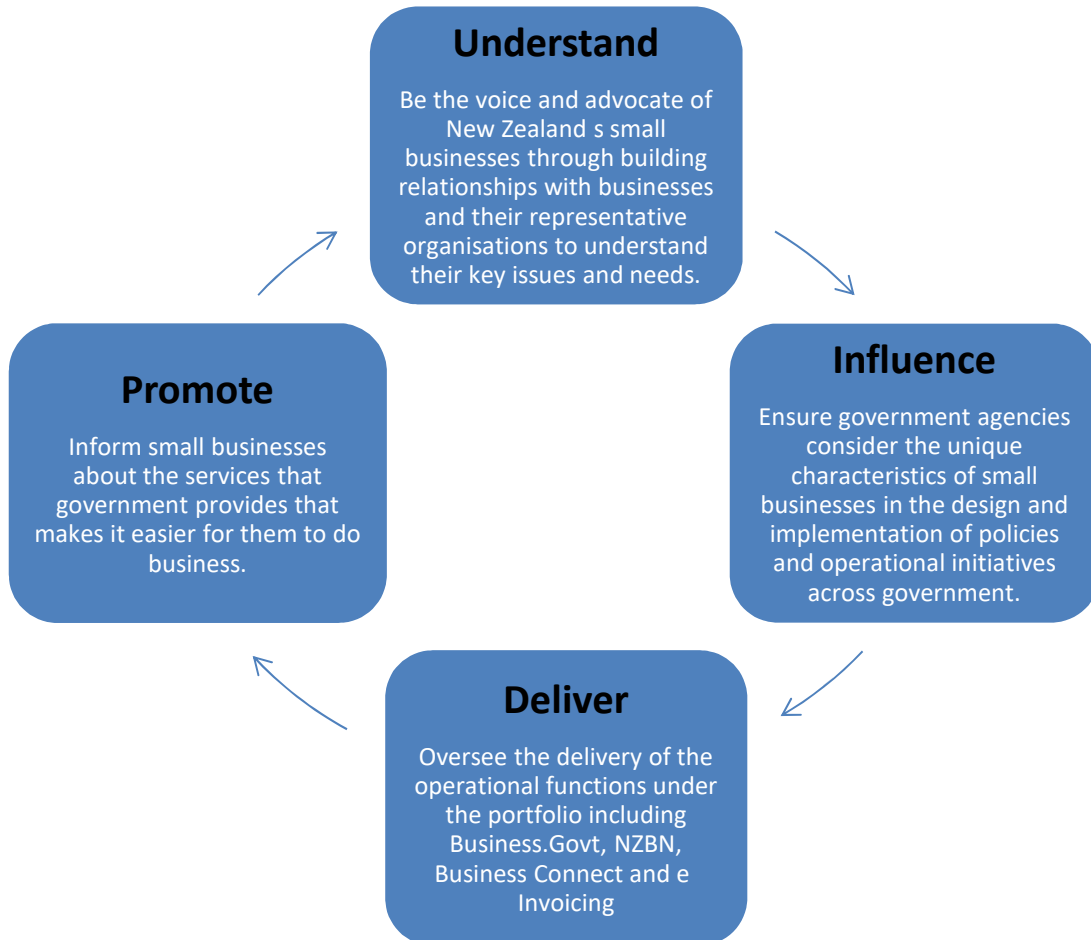 Understand
Be the voice and advocate of
New Zealand s small
businesses through building
relationships with businesses
and their representative
organisations to understand
their key issues and needs.
Influence
Ensure government agencies
consider the unique
characteristics of small
businesses in the design and
implementation of policies
and operational initiatives
across government.
Deliver
Oversee the delivery of the
operational functions under
the portfolio including
Business.Govt, NZBN,
Business Connect and e
Invoicing
Promote
Inform small businesses
about the services that
government provides that
makes it easier for them to do
business.